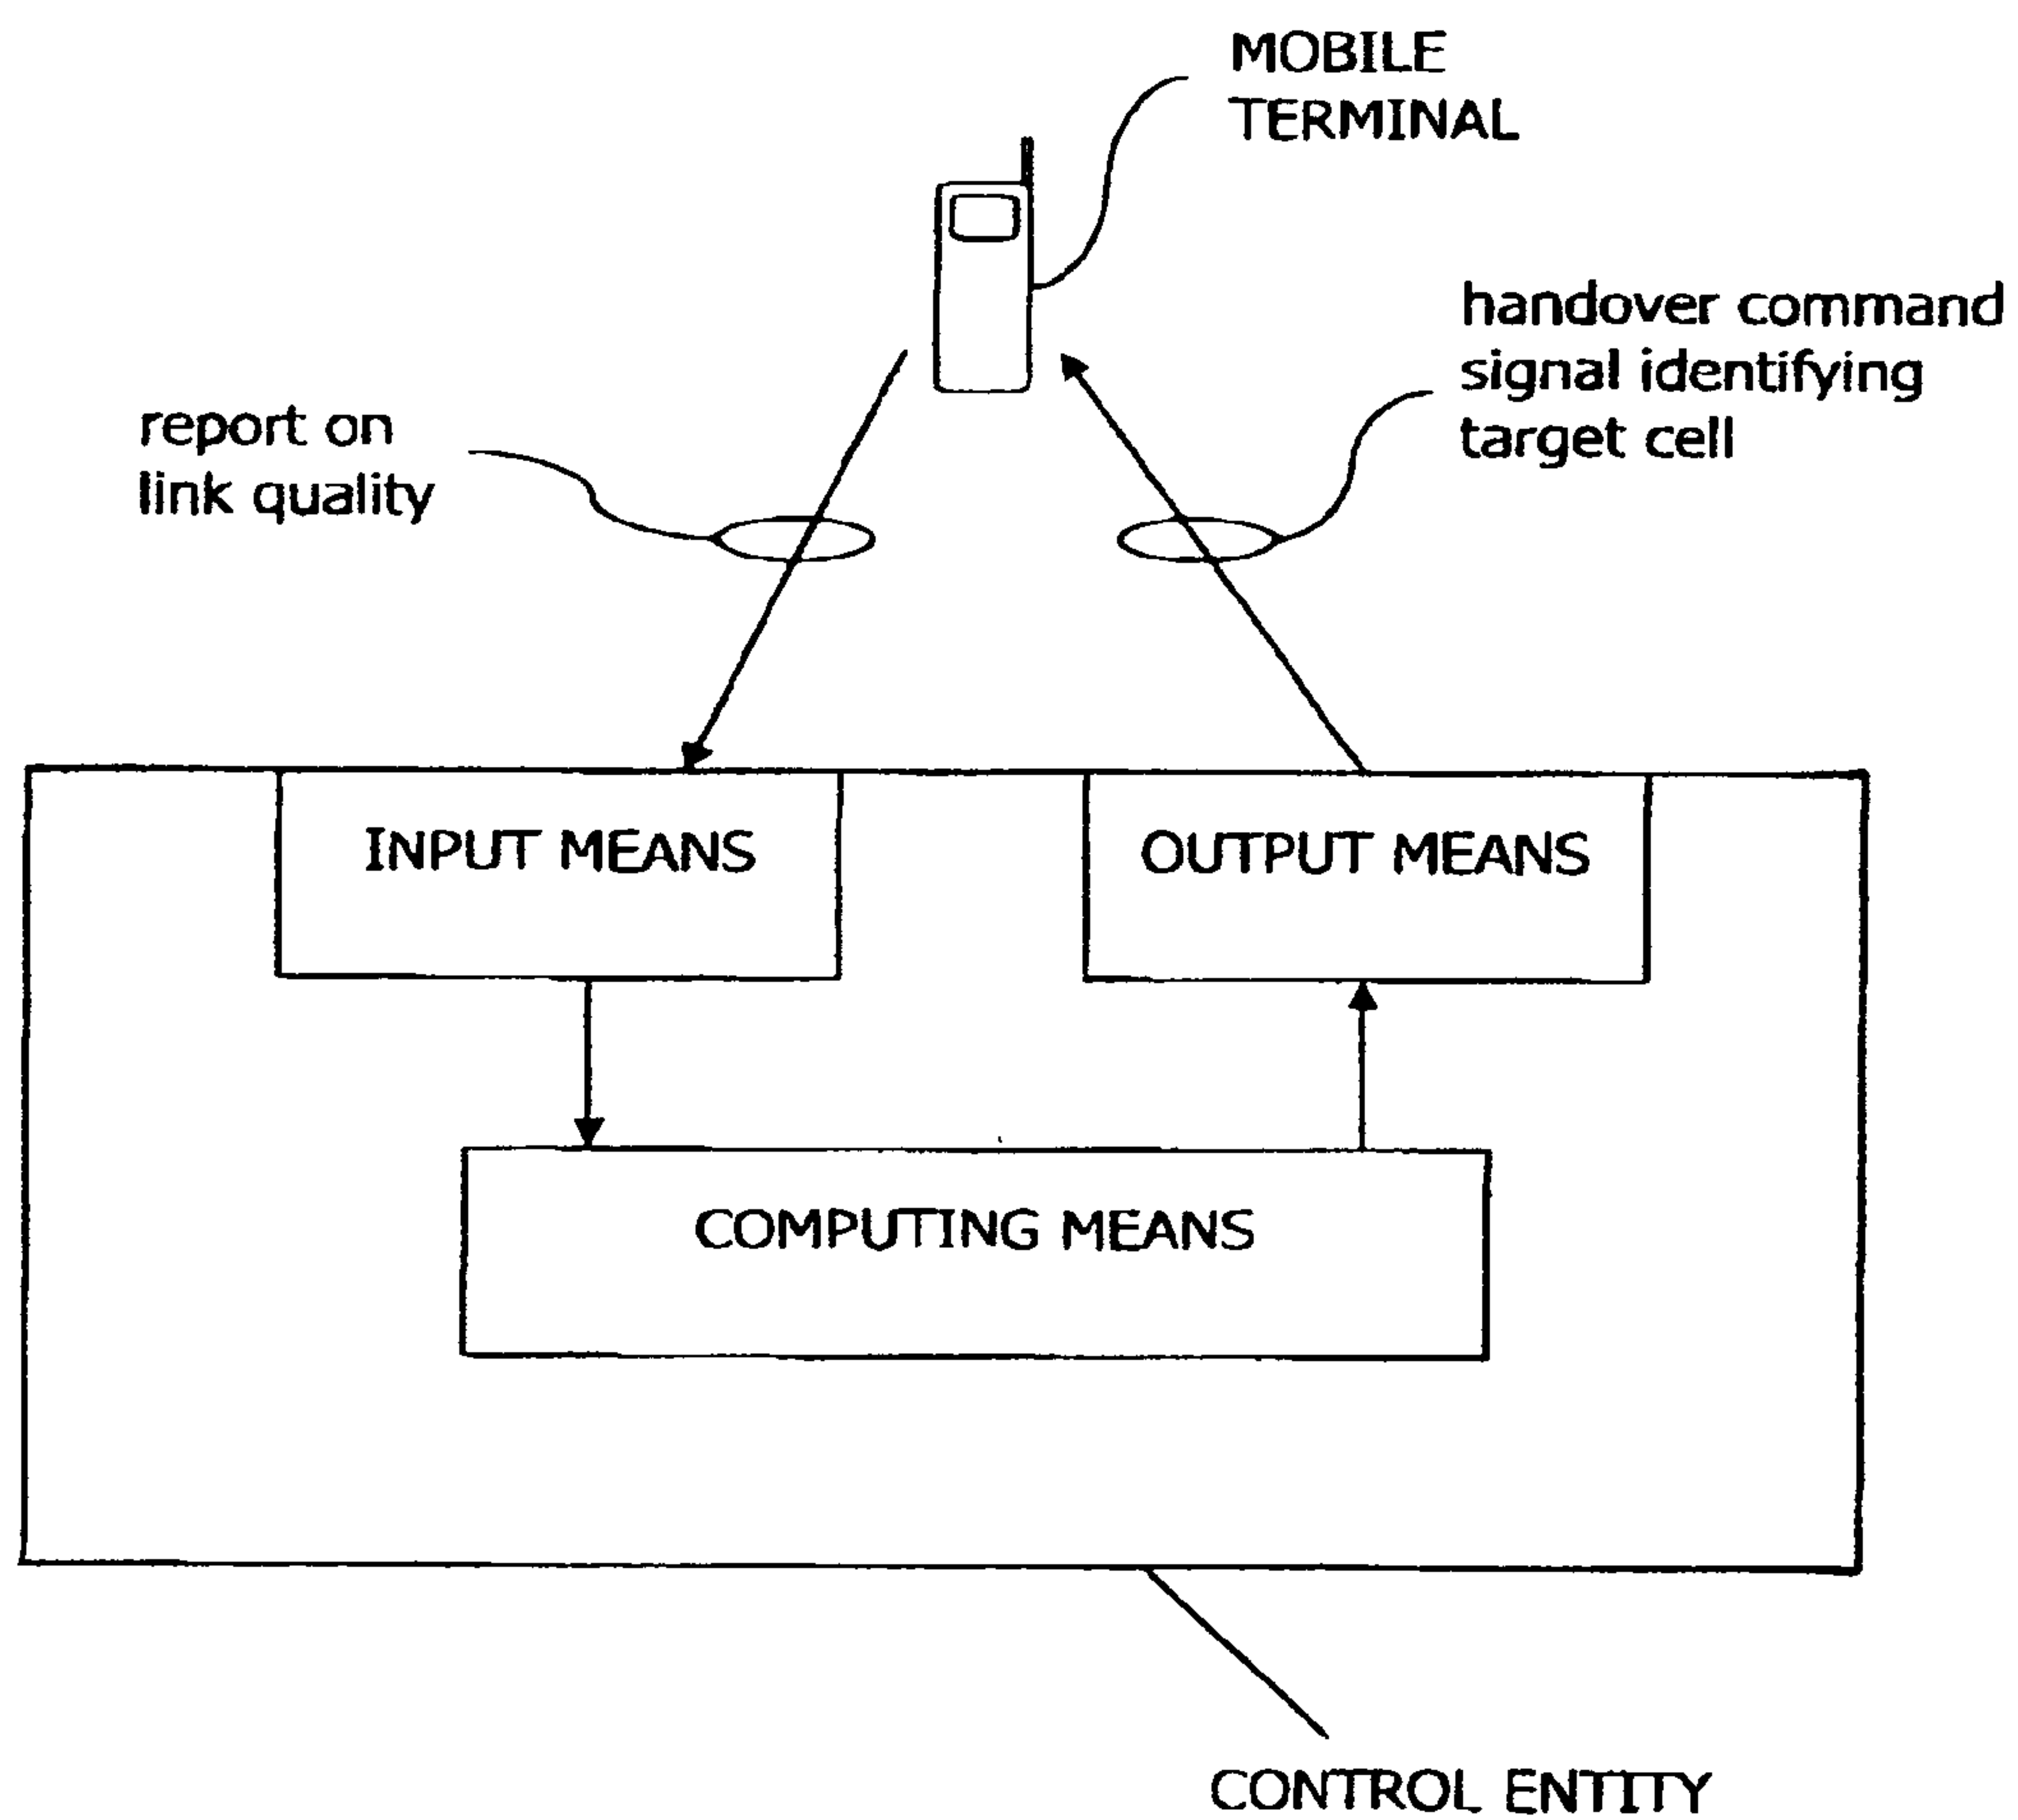 MOBILE
TERMINAL
handover command
signal identifying
target cell
report on
link quality
INPUT MEANS
OUTPUT MEANS
COMPUTING MEANS
CONTROL ENTITY